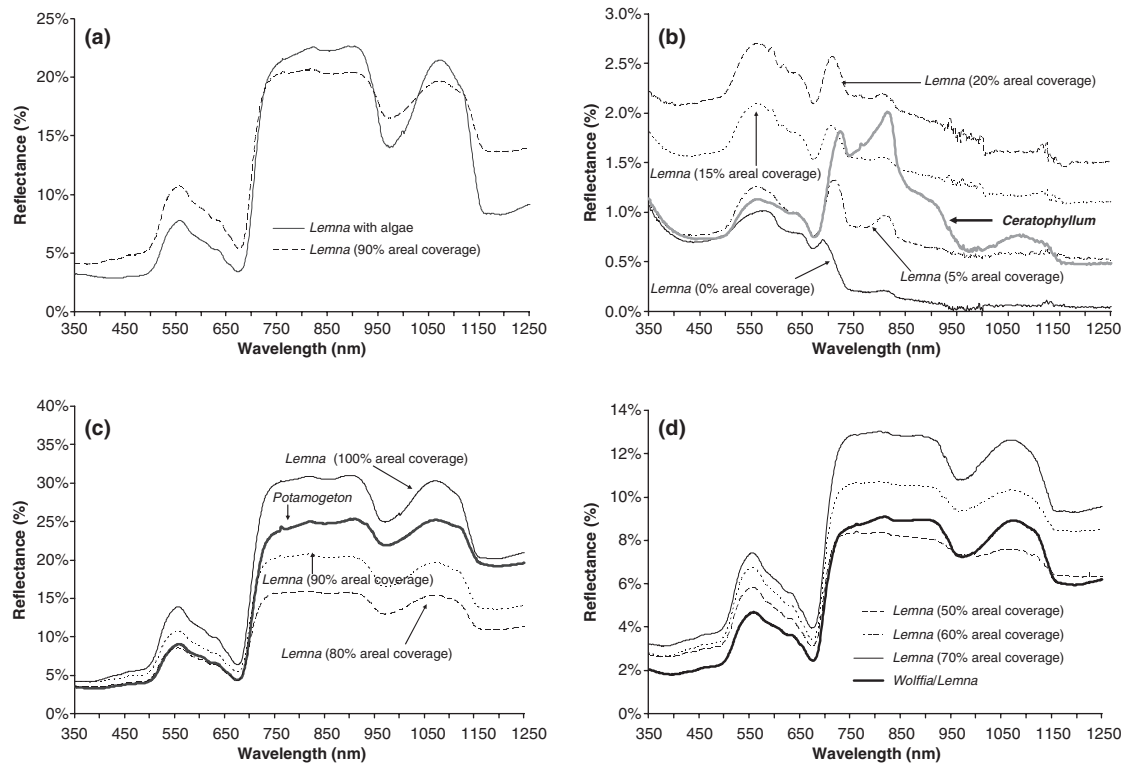 (a)
Reflectance (%)
25%
20%
15%
10%
5%
0%
Lemna with algae
Lemna (90% areal coverage)
350 450 550 650 750 850 950 1050 1150 1250
Wavelength (nm)
(b)
Reflectance (%)
3.0%
2.5%
2.0%
1.5%
1.0%
0.5%
0.0%
Lemna (20% areal coverage)
Lemna (15% areal coverage)
Ceratophyllum
Lemna (5% areal coverage)
Lemna (0% areal coverage)
350 450 550 650 750 850 950 1050 1150 1250
Wavelength (nm)
(c)
Reflectance (%)
40%
35%
30%
25%
20%
15%
10%
5%
0%
Lemna (100% areal coverage)
Potamogeton
Lemna (90% areal coverage)
Lemna (80% areal coverage)
350 450 550 650 750 850 950 1050 1150 1250
Wavelength (nm)
(d)
Reflectance (%)
14%
12%
10%
8%
6%
4%
2%
0%
Lemna (50% areal coverage)
Lemna (60% areal coverage)
Lemna (70% areal coverage)
Wolffia/Lemna
350 450 550 650 750 850 950 1050 1150 1250
Wavelength (nm)